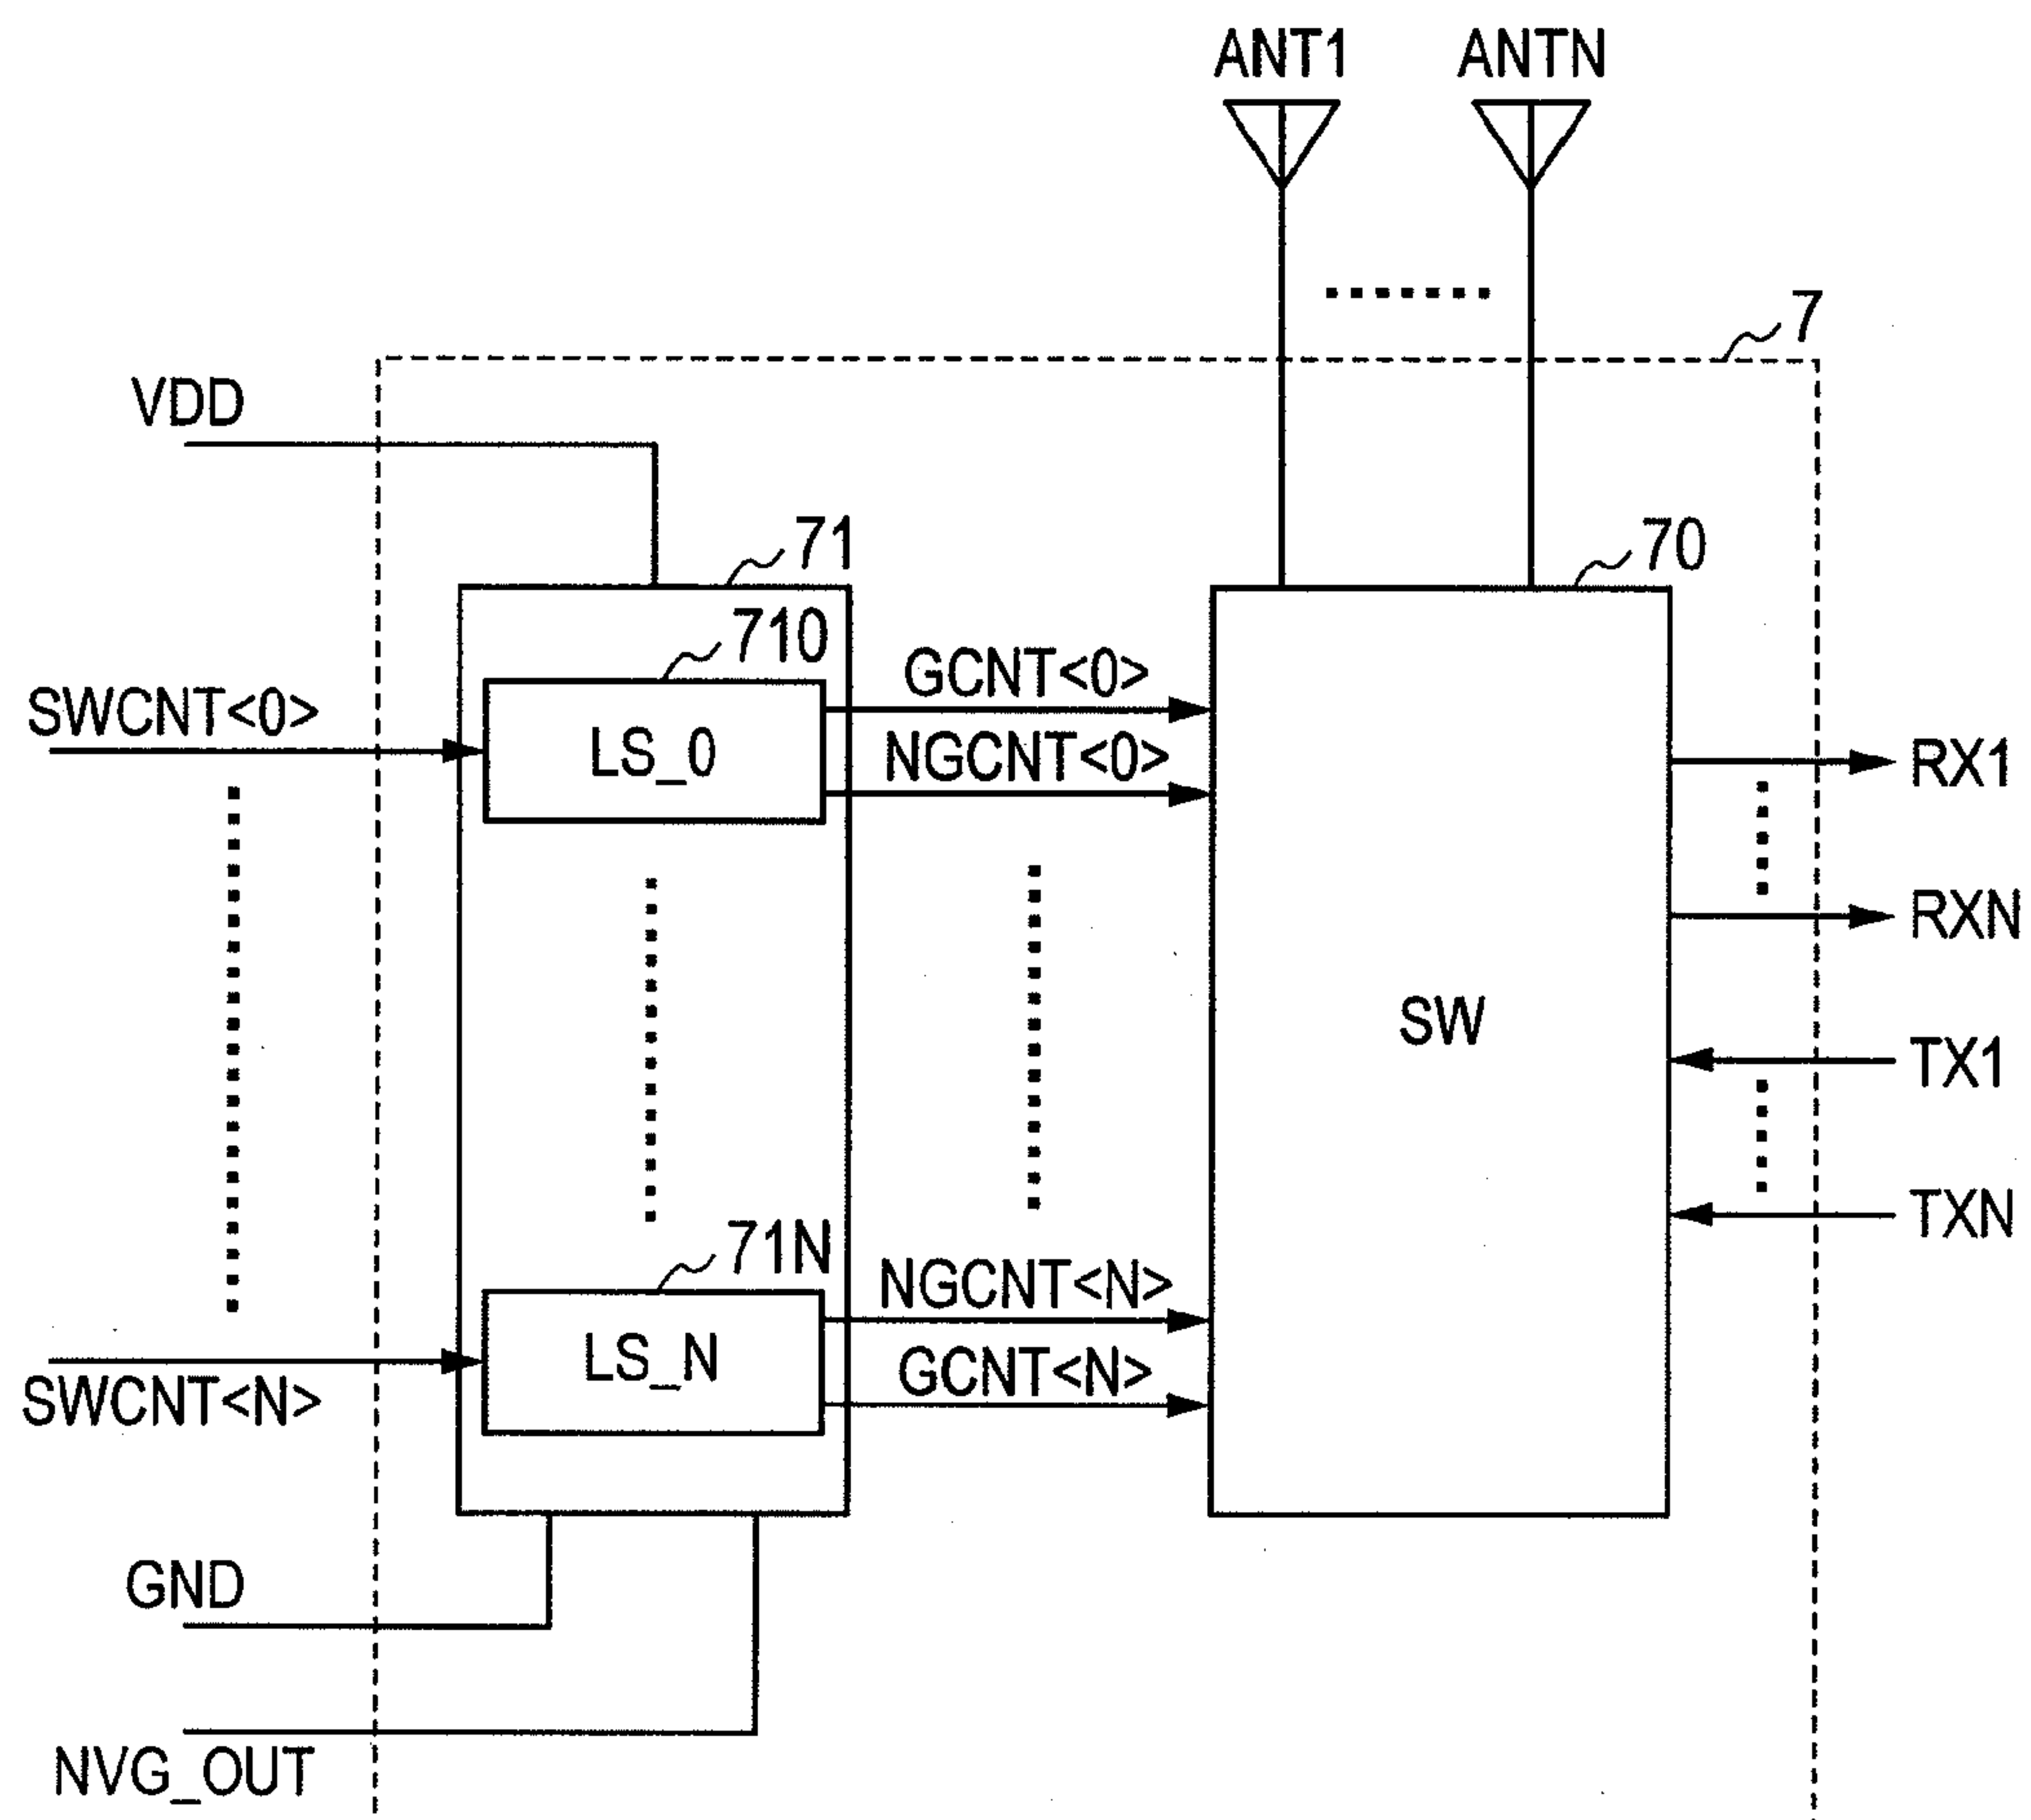 ANT1 ANTN
7
VDD
71
70
710
GCNT<0>
SWCNT<0>
LS_0
NGCNT<0>
RX1
RXN
SW
TX1
TXN
71N
NGCNT<N>
LS_N
GCNT<N>
SWCNT<N>
GND
NVG_OUT